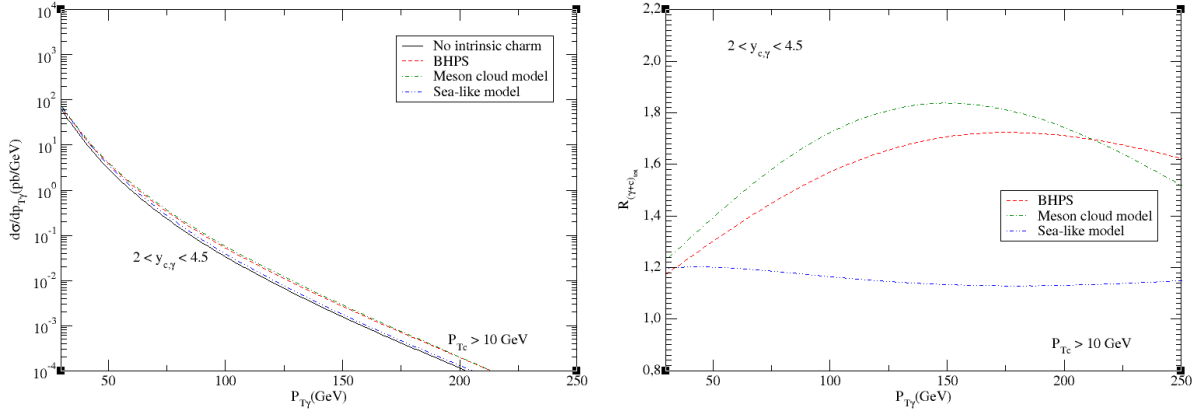 10^4
10^3
10^2
10^1
10^0
10^-1
10^-2
10^-3
10^-4
dσ/dp_Tγ(pb/GeV)
No intrinsic charm
BHPS
Meson cloud model
Sea-like model
2 < y_c,γ < 4.5
P_Tc > 10 GeV
50
100
150
200
250
P_Tγ(GeV)
2,2
2,0
1,8
1,6
1,4
1,2
1,0
0,8
R_(γ+c)_tot
2 < y_c,γ < 4.5
BHPS
Meson cloud model
Sea-like model
P_Tc > 10 GeV
50
100
150
200
250
P_Tγ(GeV)